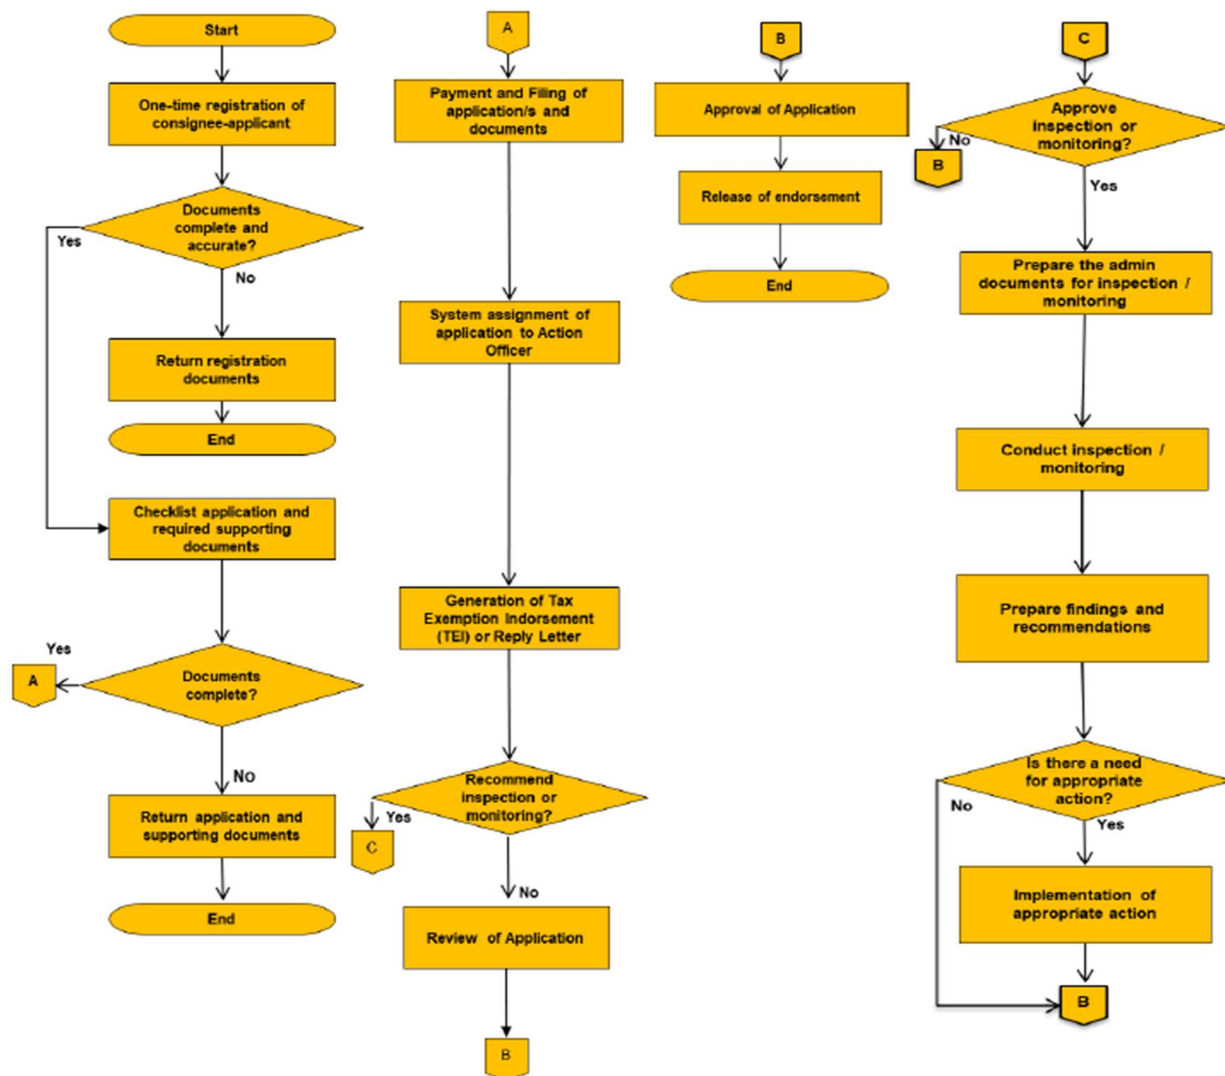 Start
One-time registration of
consignee-applicant
Documents
complete and
accurate?
Yes
No
Return registration
documents
End
Checklist application and
required supporting
documents
Yes
A
Documents
complete?
NO
Return application and
supporting documents
End
A
Payment and Filing of
application/s and
documents
System assignment of
application to Action
Officer
Generation of Tax
Exemption Indorsement
(TEI) or Reply Letter
Recommend
inspection or
monitoring?
Yes
C
No
Review of Application
B
B
Approval of Application
Release of endorsement
End
C
Approve
inspection or
monitoring?
No
B
Yes
Prepare the admin
documents for inspection /
monitoring
Conduct inspection /
monitoring
Prepare findings and
recommendations
Is there a need
for appropriate
action?
No
Yes
Implementation of
appropriate action
B